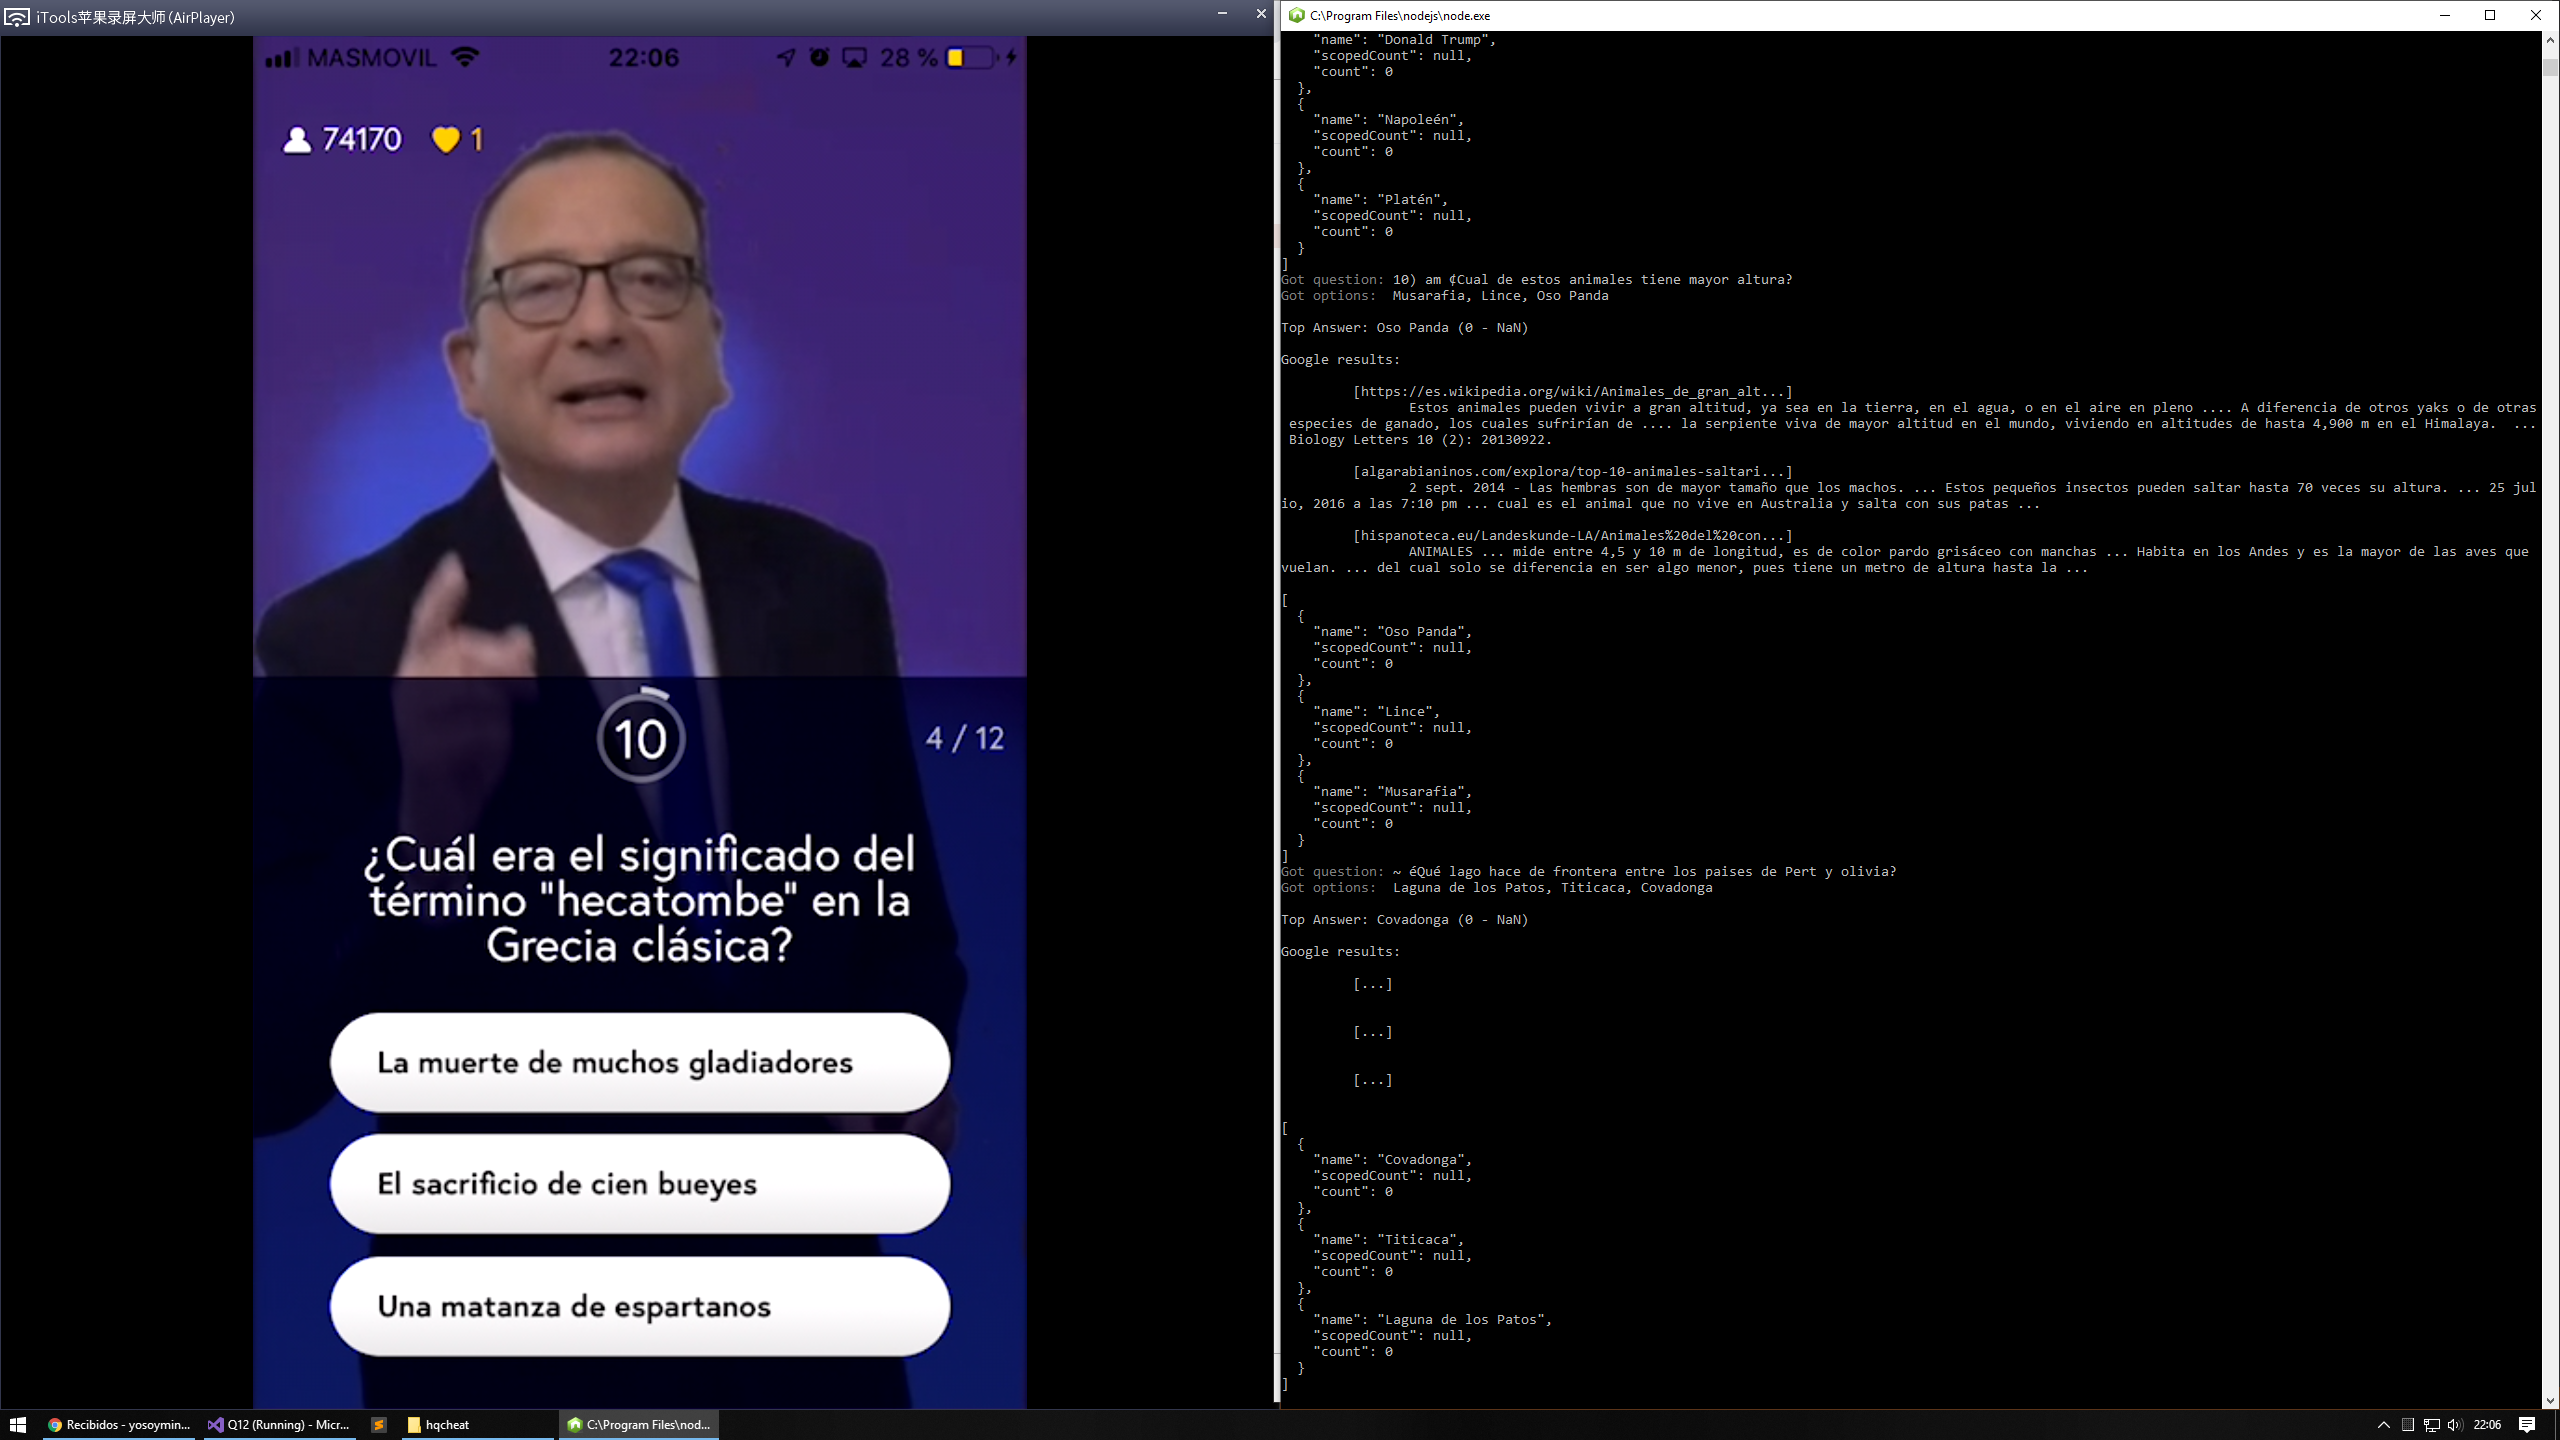 iTools苹果录屏大师(AirPlayer)
MASMOVIL 22:06 28 %
74170 1
10
4 / 12
¿Cuál era el significado del
término "hecatombe" en la
Grecia clásica?
La muerte de muchos gladiadores
El sacrificio de cien bueyes
Una matanza de espartanos
C:\Program Files\nodejs\node.exe
"name": "Donald Trump",
"scopedCount": null,
"count": 0
},
{
"name": "Napoleén",
"scopedCount": null,
"count": 0
},
{
"name": "Platén",
"scopedCount": null,
"count": 0
}
]
Got question: 10) am ¢Cual de estos animales tiene mayor altura?
Got options:  Musarafia, Lince, Oso Panda
Top Answer: Oso Panda (0 - NaN)
Google results:
[https://es.wikipedia.org/wiki/Animales_de_gran_alt...]
Estos animales pueden vivir a gran altitud, ya sea en la tierra, en el agua, o en el aire en pleno .... A diferencia de otros yaks o de otras
especies de ganado, los cuales sufrirían de .... la serpiente viva de mayor altitud en el mundo, viviendo en altitudes de hasta 4,900 m en el Himalaya.  ...
Biology Letters 10 (2): 20130922.
[algarabianinos.com/explora/top-10-animales-saltari...]
2 sept. 2014 - Las hembras son de mayor tamaño que los machos. ... Estos pequeños insectos pueden saltar hasta 70 veces su altura. ... 25 jul
io, 2016 a las 7:10 pm ... cual es el animal que no vive en Australia y salta con sus patas ...
[hispanoteca.eu/Landeskunde-LA/Animales%20del%20con...]
ANIMALES ... mide entre 4,5 y 10 m de longitud, es de color pardo grisáceo con manchas ... Habita en los Andes y es la mayor de las aves que
vuelan. ... del cual solo se diferencia en ser algo menor, pues tiene un metro de altura hasta la ...
[
{
"name": "Oso Panda",
"scopedCount": null,
"count": 0
},
{
"name": "Lince",
"scopedCount": null,
"count": 0
},
{
"name": "Musarafia",
"scopedCount": null,
"count": 0
}
]
Got question: ~ éQué lago hace de frontera entre los paises de Pert y olivia?
Got options:  Laguna de los Patos, Titicaca, Covadonga
Top Answer: Covadonga (0 - NaN)
Google results:
[...]
[...]
[...]
[
{
"name": "Covadonga",
"scopedCount": null,
"count": 0
},
{
"name": "Titicaca",
"scopedCount": null,
"count": 0
},
{
"name": "Laguna de los Patos",
"scopedCount": null,
"count": 0
}
]
Recibidos - yosoymin... Q12 (Running) - Micr... hqcheat C:\Program Files\nod... 22:06